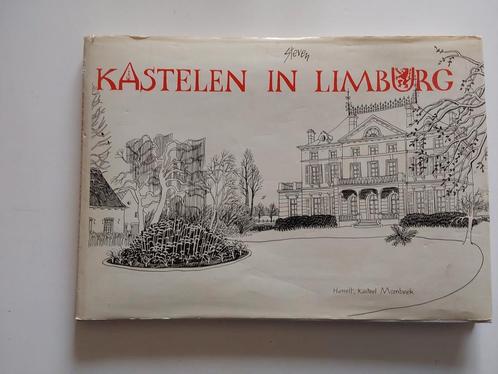 Steven
KASTELEN IN LIMBURG
Hasselt, Kasteel Mombeek